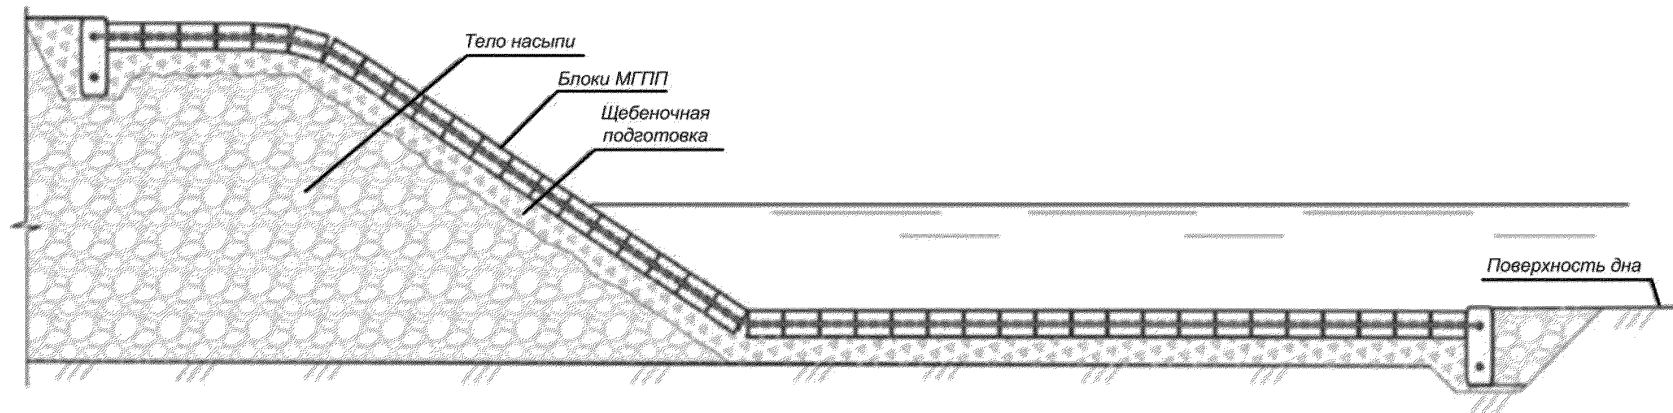 Тело насыпи
Блоки МГПП
Щебеночная
подготовка
Поверхность дна